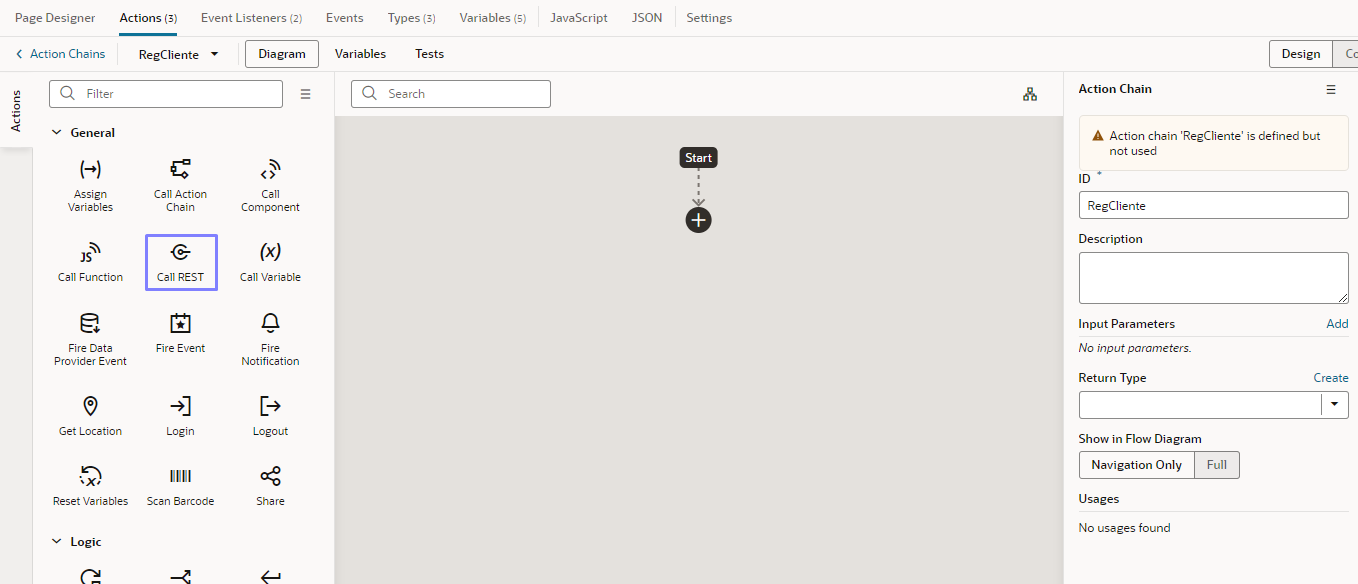 Page Designer
Actions (3)
Event Listeners (2)
Events
Types (3)
Variables (5)
JavaScript
JSON
Settings
Action Chains
RegCliente
Diagram
Variables
Tests
Design
Co
Actions
Filter
Search
General
Assign
Variables
Call Action
Chain
Call
Component
JS
Call Function
Call REST
(x)
Call Variable
Fire Data
Provider Event
Fire Event
Fire
Notification
Get Location
Login
Logout
x
Reset Variables
Scan Barcode
Share
Logic
Start
Action Chain
Action chain 'RegCliente' is defined but
not used
ID *
RegCliente
Description
Input Parameters
Add
No input parameters.
Return Type
Create
Show in Flow Diagram
Navigation Only
Full
Usages
No usages found